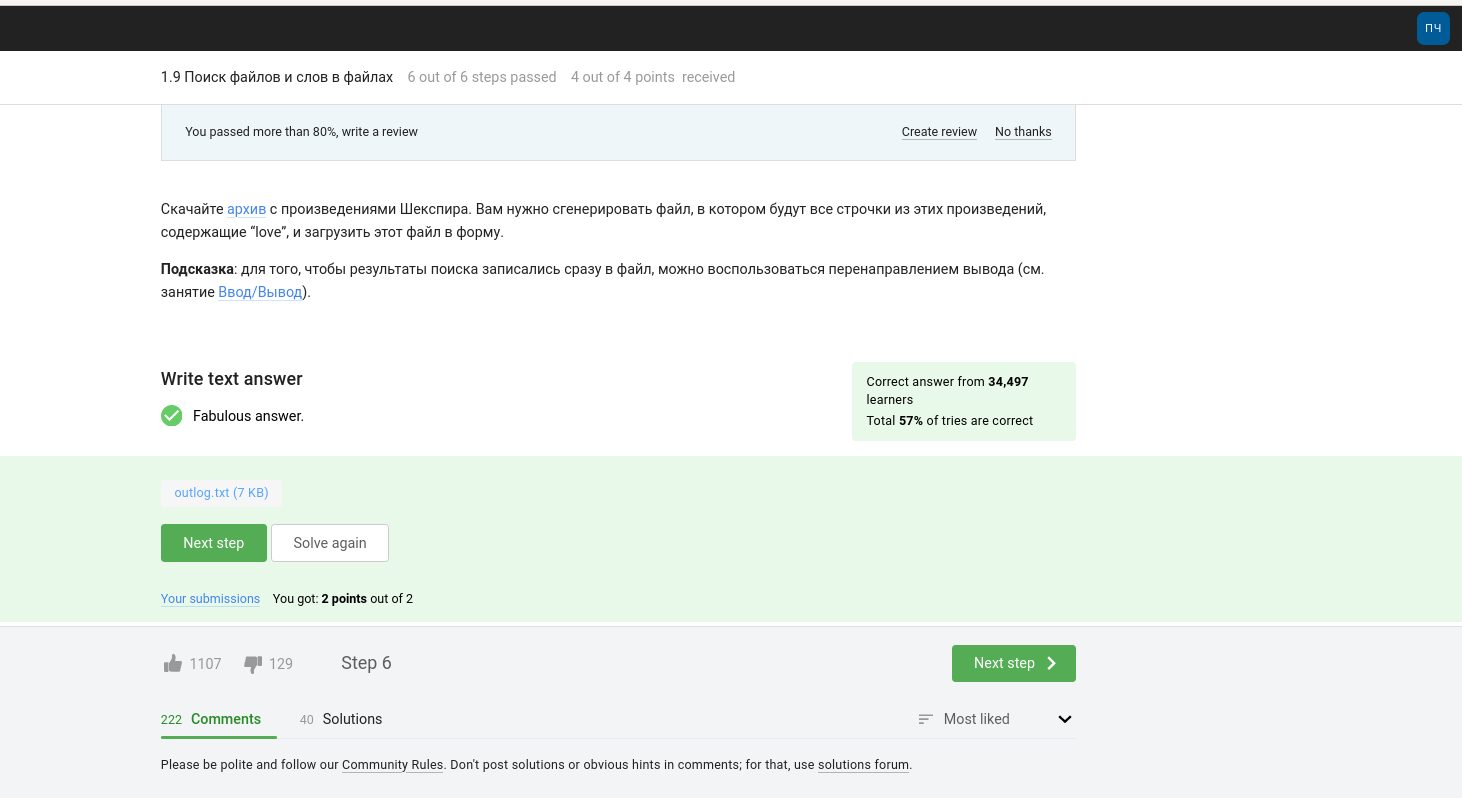 ПЧ
1.9 Поиск файлов и слов в файлах 6 out of 6 steps passed 4 out of 4 points received
You passed more than 80%, write a review Create review No thanks
Скачайте архив с произведениями Шекспира. Вам нужно сгенерировать файл, в котором будут все строчки из этих произведений,
содержащие “love”, и загрузить этот файл в форму.
Подсказка: для того, чтобы результаты поиска записались сразу в файл, можно воспользоваться перенаправлением вывода (см.
занятие Ввод/Вывод).
Write text answer
Fabulous answer.
Correct answer from 34,497
learners
Total 57% of tries are correct
outlog.txt (7 KB)
Next step Solve again
Your submissions You got: 2 points out of 2
1107 129 Step 6 Next step
222 Comments 40 Solutions Most liked
Please be polite and follow our Community Rules. Don't post solutions or obvious hints in comments; for that, use solutions forum.